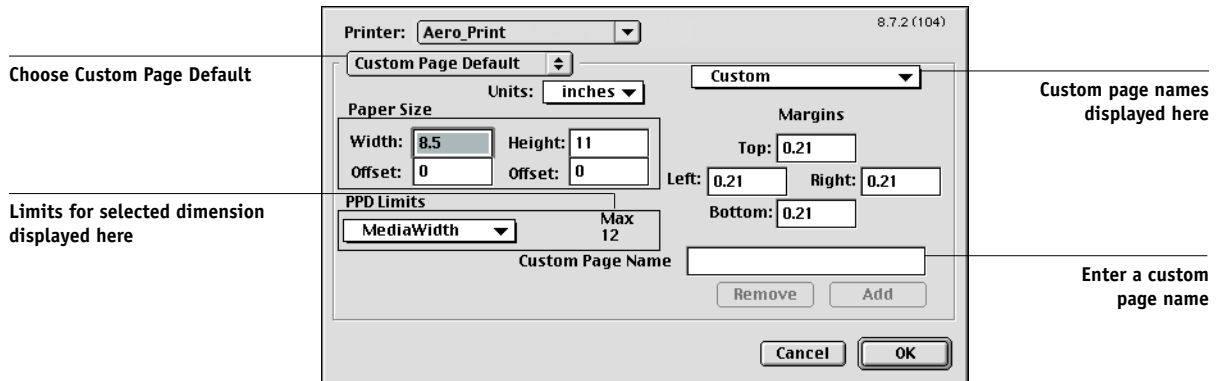 8.7.2 (104)
Printer: Aero_Print
Choose Custom Page Default
Custom Page Default
Custom
Custom page names
displayed here
Units: inches
Paper Size
Width: 8.5 Height: 11
Offset: 0 Offset: 0
Margins
Top: 0.21
Left: 0.21 Right: 0.21
Bottom: 0.21
Limits for selected dimension
displayed here
PPD Limits
MediaWidth
Max
12
Custom Page Name
Enter a custom
page name
Remove Add
Cancel OK